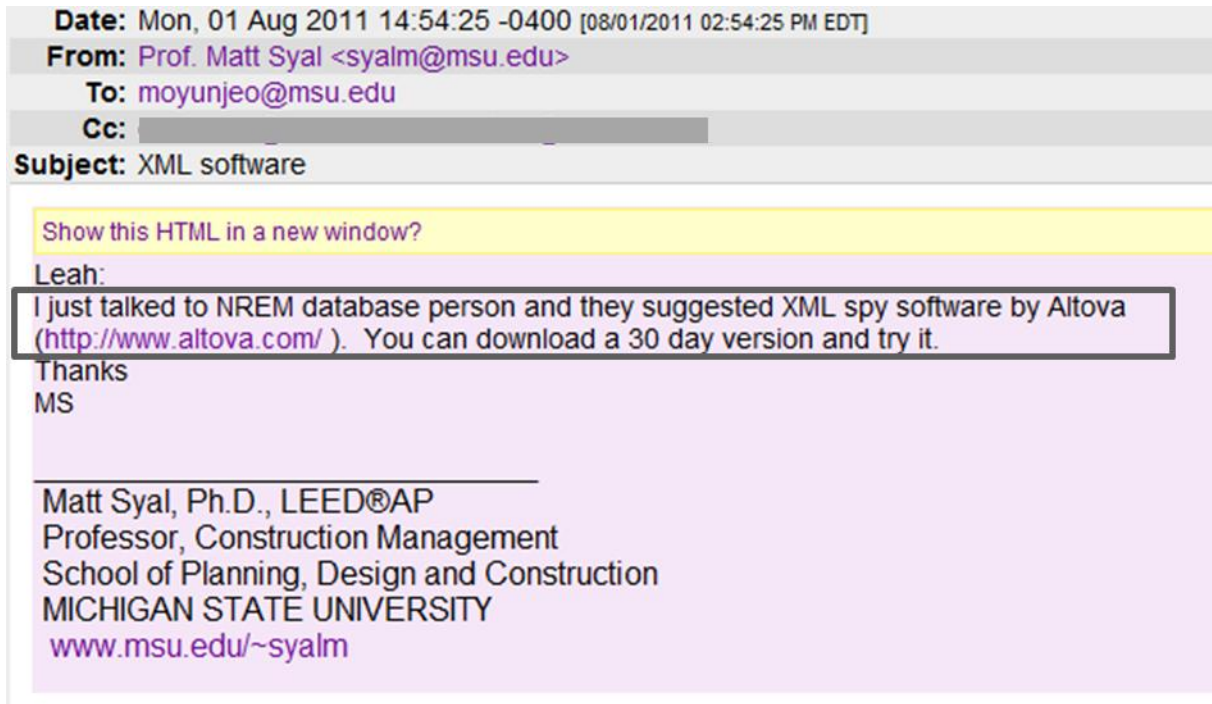 Date: Mon, 01 Aug 2011 14:54:25 -0400 [08/01/2011 02:54:25 PM EDT]
From: Prof. Matt Syal <syalm@msu.edu>
To: moyunjeo@msu.edu
Cc:
Subject: XML software
Show this HTML in a new window?
Leah:
I just talked to NREM database person and they suggested XML spy software by Altova
(http://www.altova.com/ ).  You can download a 30 day version and try it.
Thanks
MS
Matt Syal, Ph.D., LEED®AP
Professor, Construction Management
School of Planning, Design and Construction
MICHIGAN STATE UNIVERSITY
www.msu.edu/~syalm